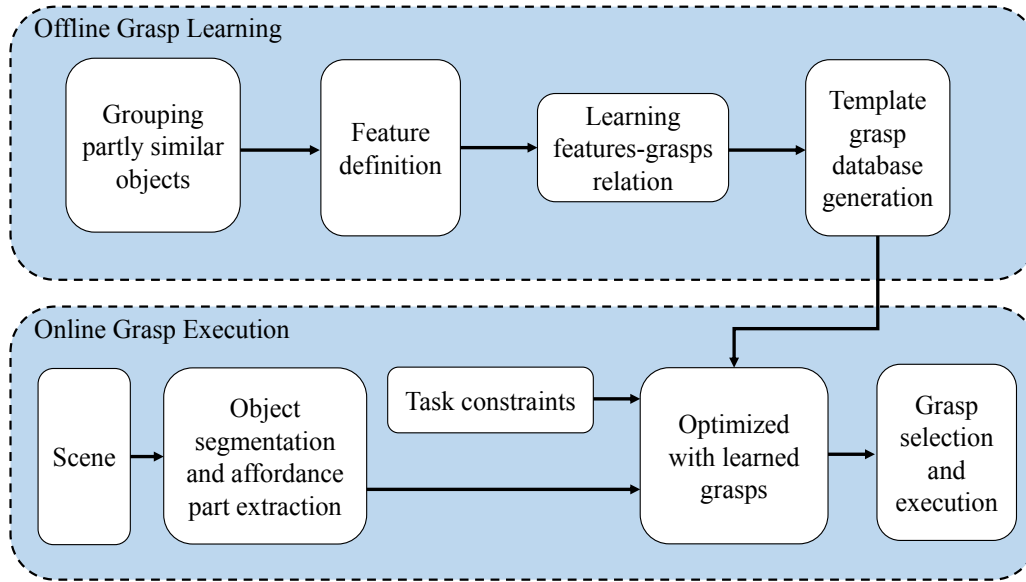 Offline Grasp Learning
Grouping
partly similar
objects
Feature
definition
Learning
features-grasps
relation
Template
grasp
database
generation
Online Grasp Execution
Scene
Object
segmentation
and affordance
part extraction
Task constraints
Optimized
with learned
grasps
Grasp
selection
and
execution